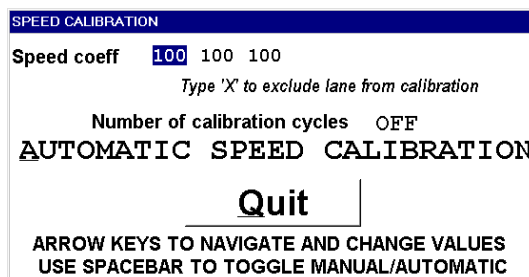 SPEED CALIBRATION
Speed coeff 100 100 100
Type 'X' to exclude lane from calibration
Number of calibration cycles OFF
AUTOMATIC SPEED CALIBRATION
Quit
ARROW KEYS TO NAVIGATE AND CHANGE VALUES
USE SPACEBAR TO TOGGLE MANUAL/AUTOMATIC